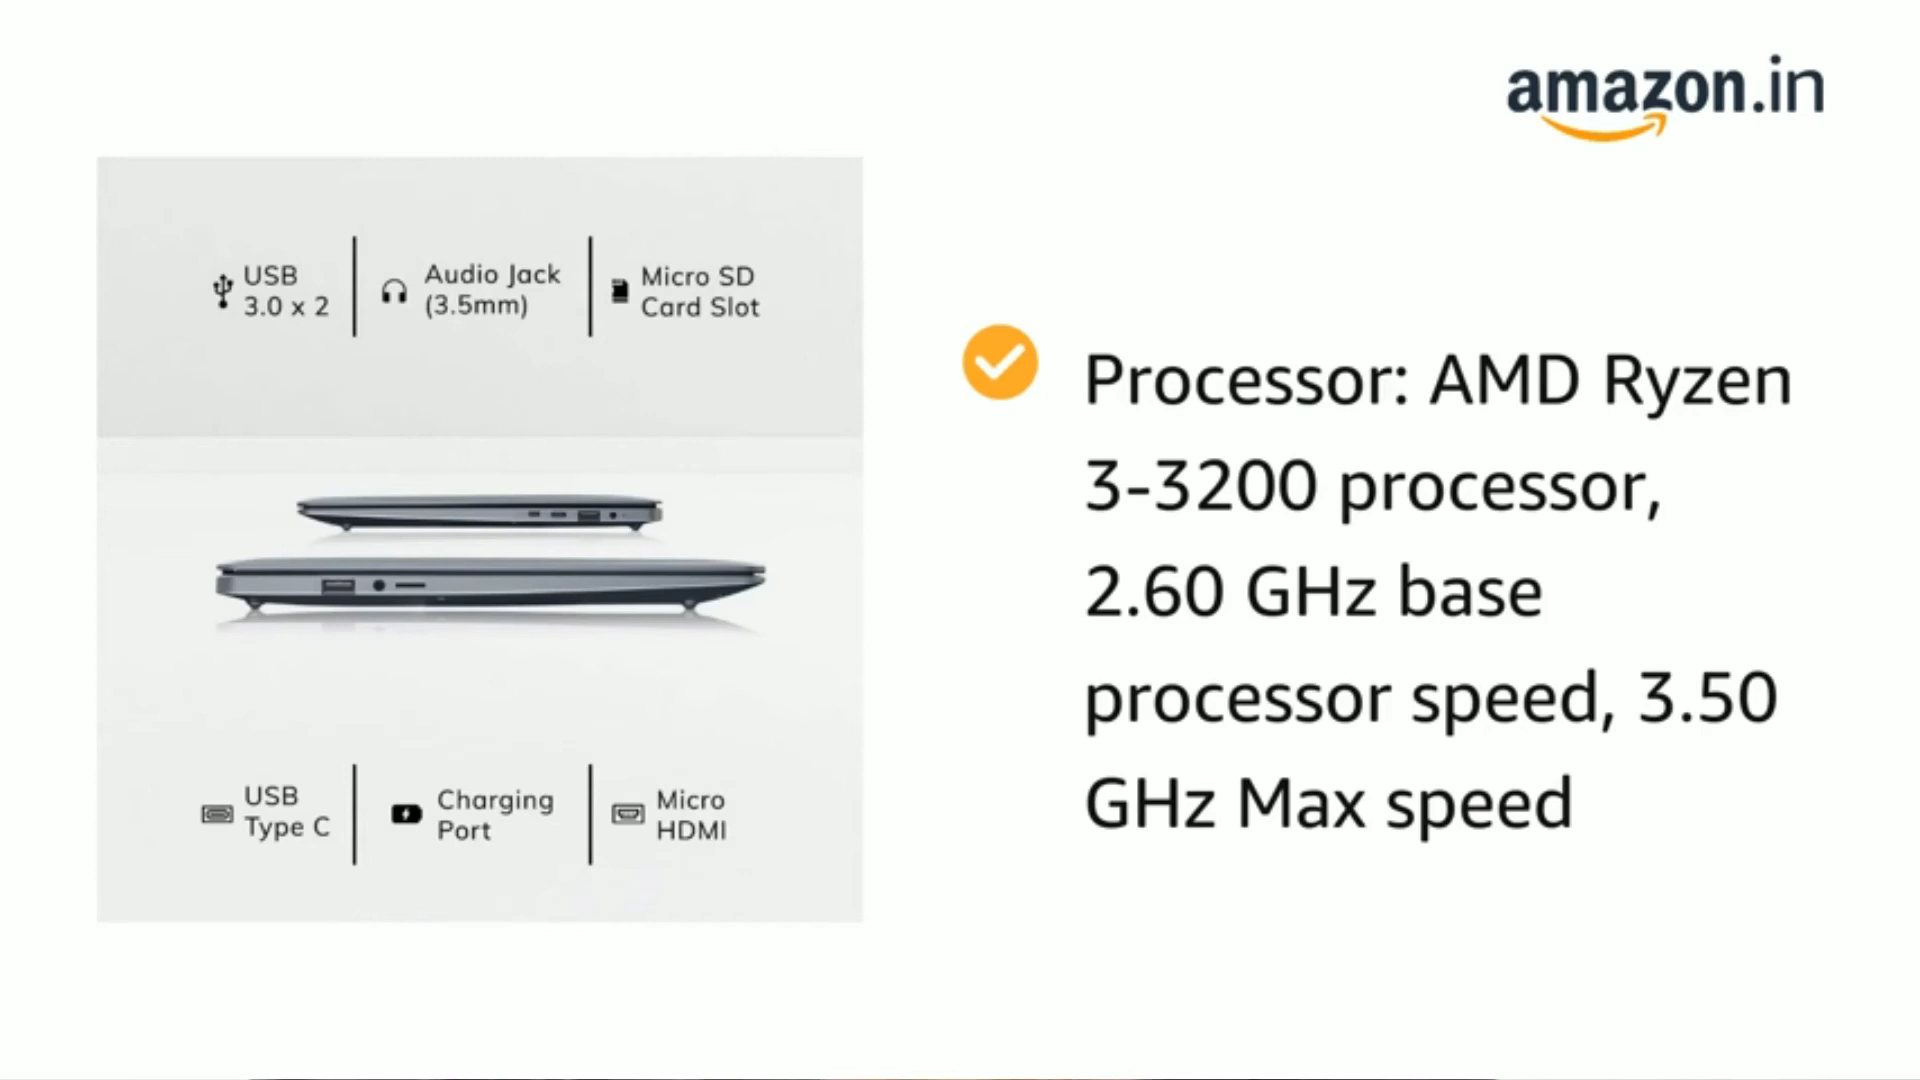 amazon.in
USB
3.0 x 2
Audio Jack
(3.5mm)
Micro SD
Card Slot
USB
Type C
Charging
Port
Micro
HDMI
Processor: AMD Ryzen
3-3200 processor,
2.60 GHz base
processor speed, 3.50
GHz Max speed